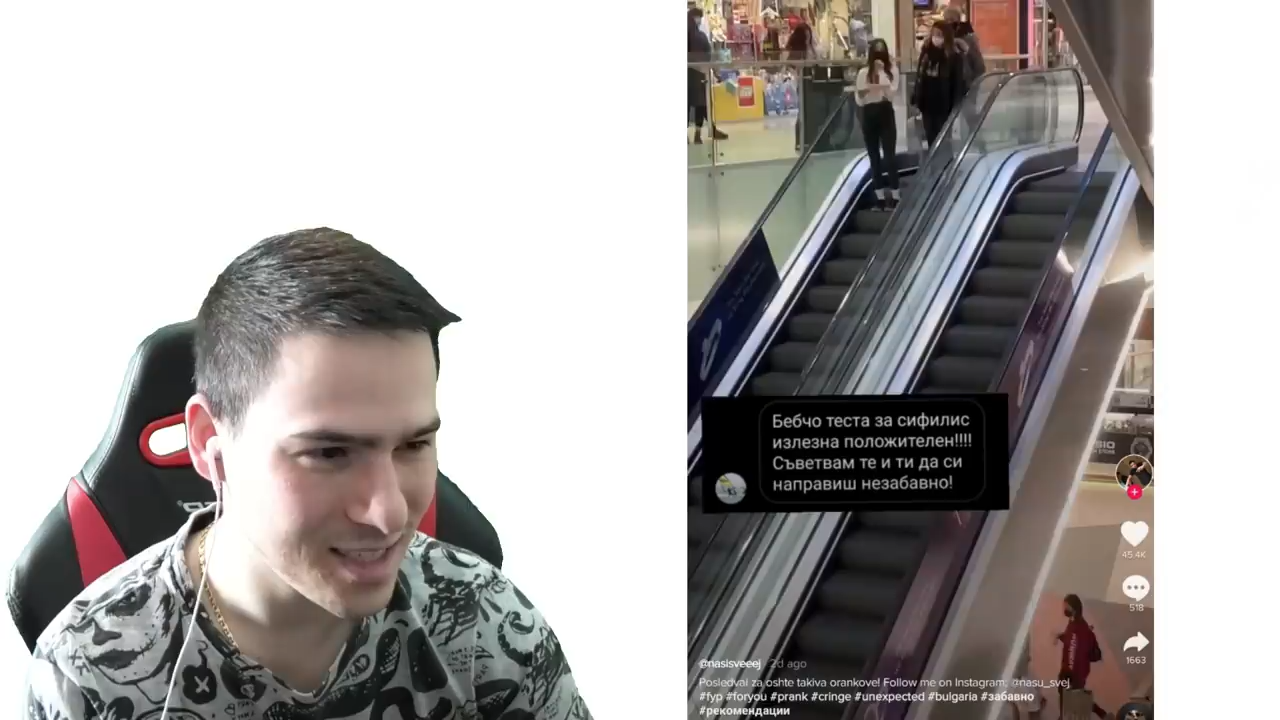 Бебчо теста за сифилис
излезна положителен!!!!
Съветвам те и ти да си
направиш незабавно!
45.4K
518
1663
@nasisveeej 2d ago
Posledvai za oshte takiva orankove! Follow me on Instagram: @nasu_svej
#fyp #foryou #prank #cringe #unexpected #bulgaria #забавно
#рекомендации